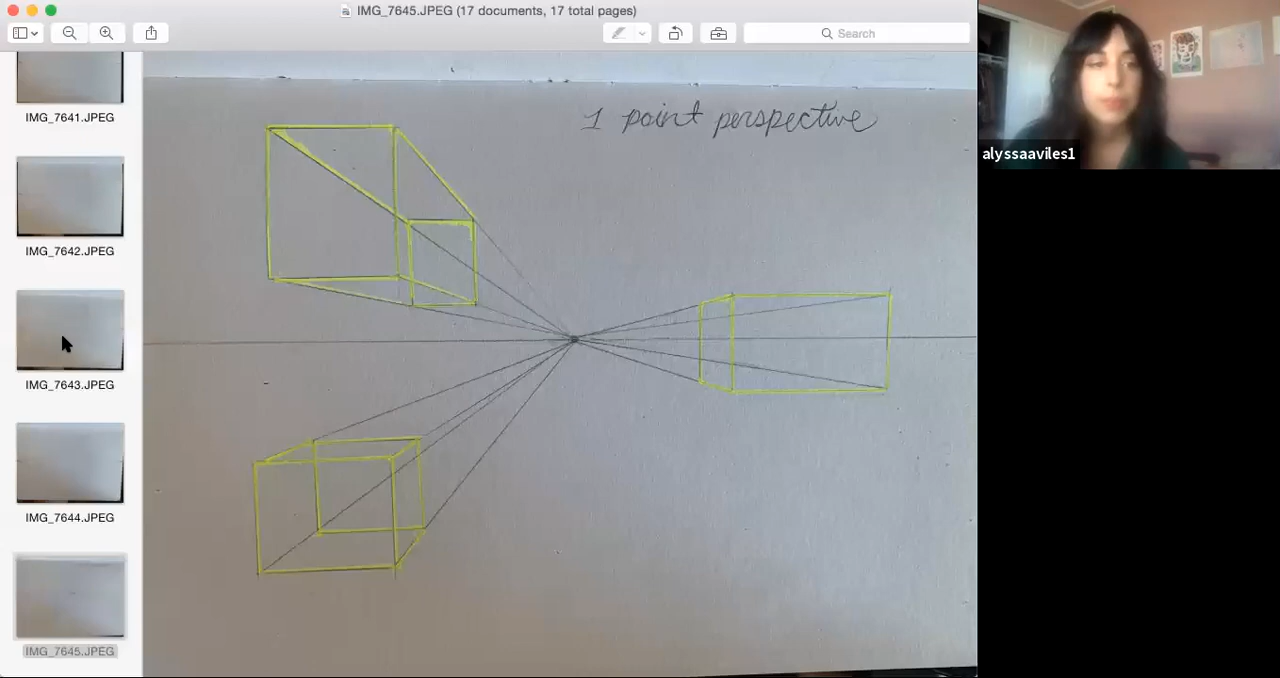 IMG_7645.JPEG (17 documents, 17 total pages)
Search
IMG_7641.JPEG
IMG_7642.JPEG
IMG_7643.JPEG
IMG_7644.JPEG
IMG_7645.JPEG
1 point perspective
alyssaaviles1